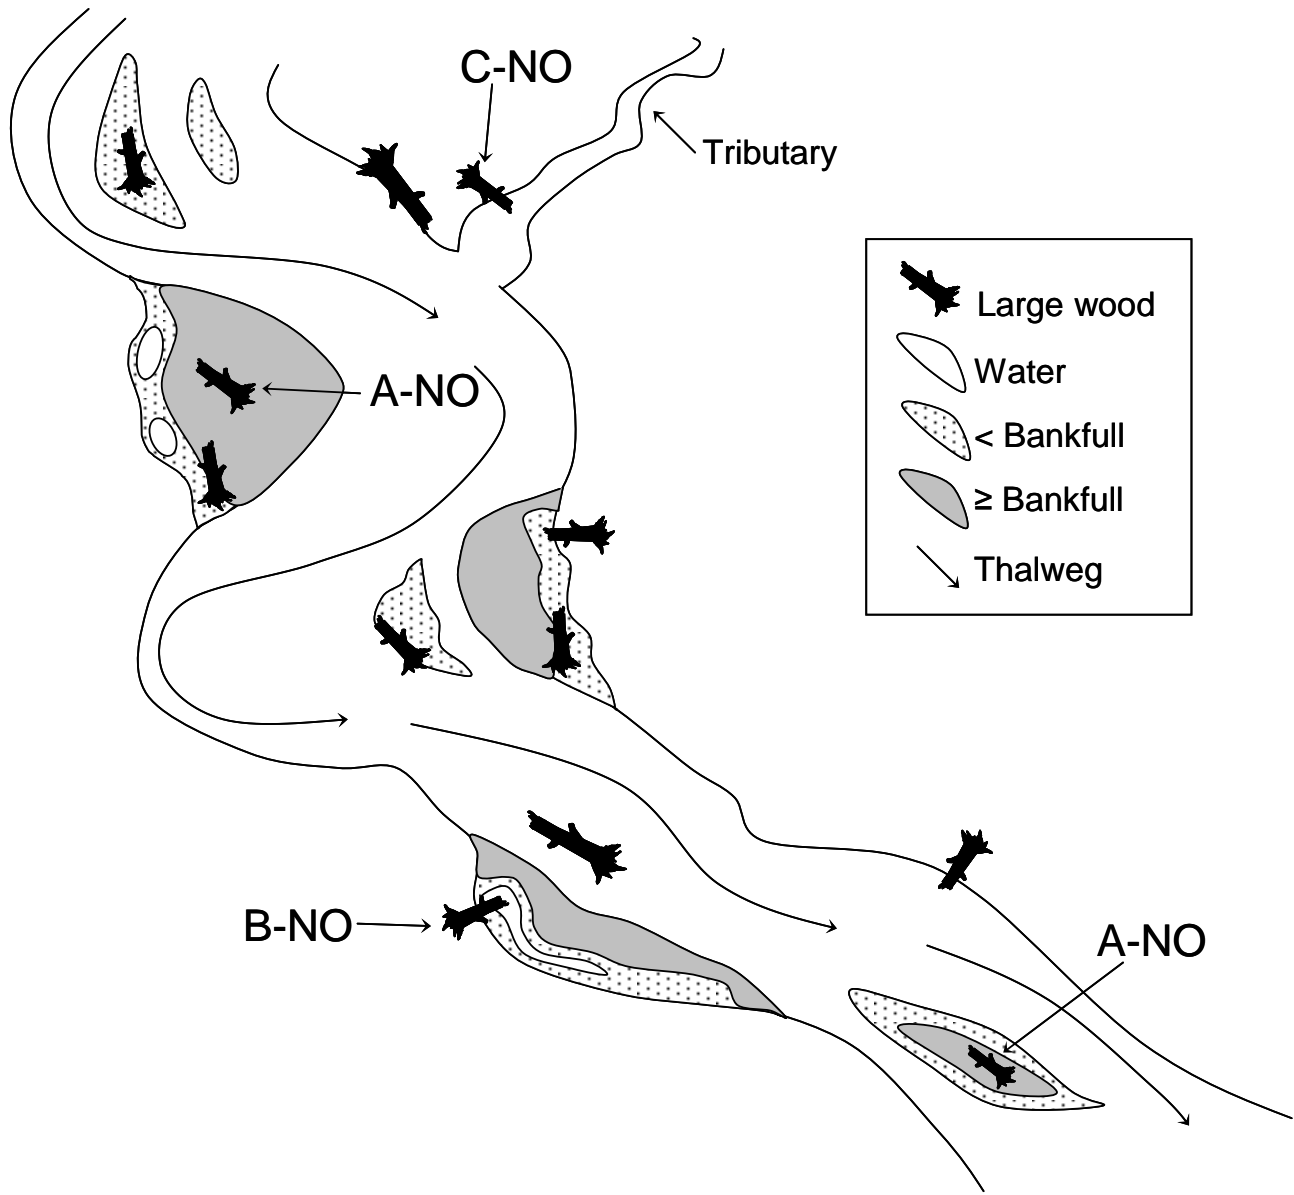 C-NO
Tributary
Large wood
Water
< Bankfull
≥ Bankfull
Thalweg
A-NO
B-NO
A-NO